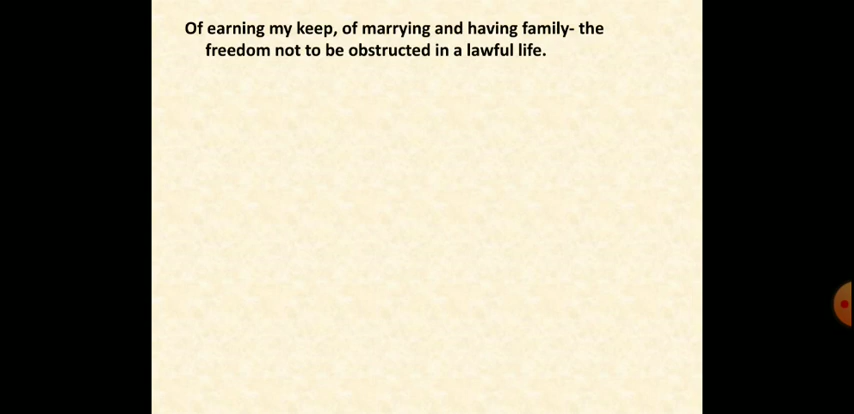 Of earning my keep, of marrying and having family- the
freedom not to be obstructed in a lawful life.